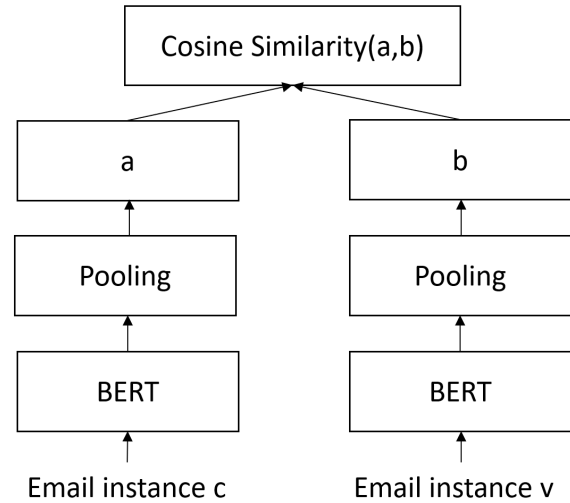 Cosine Similarity(a,b)
a
b
Pooling
Pooling
BERT
BERT
Email instance c
Email instance v